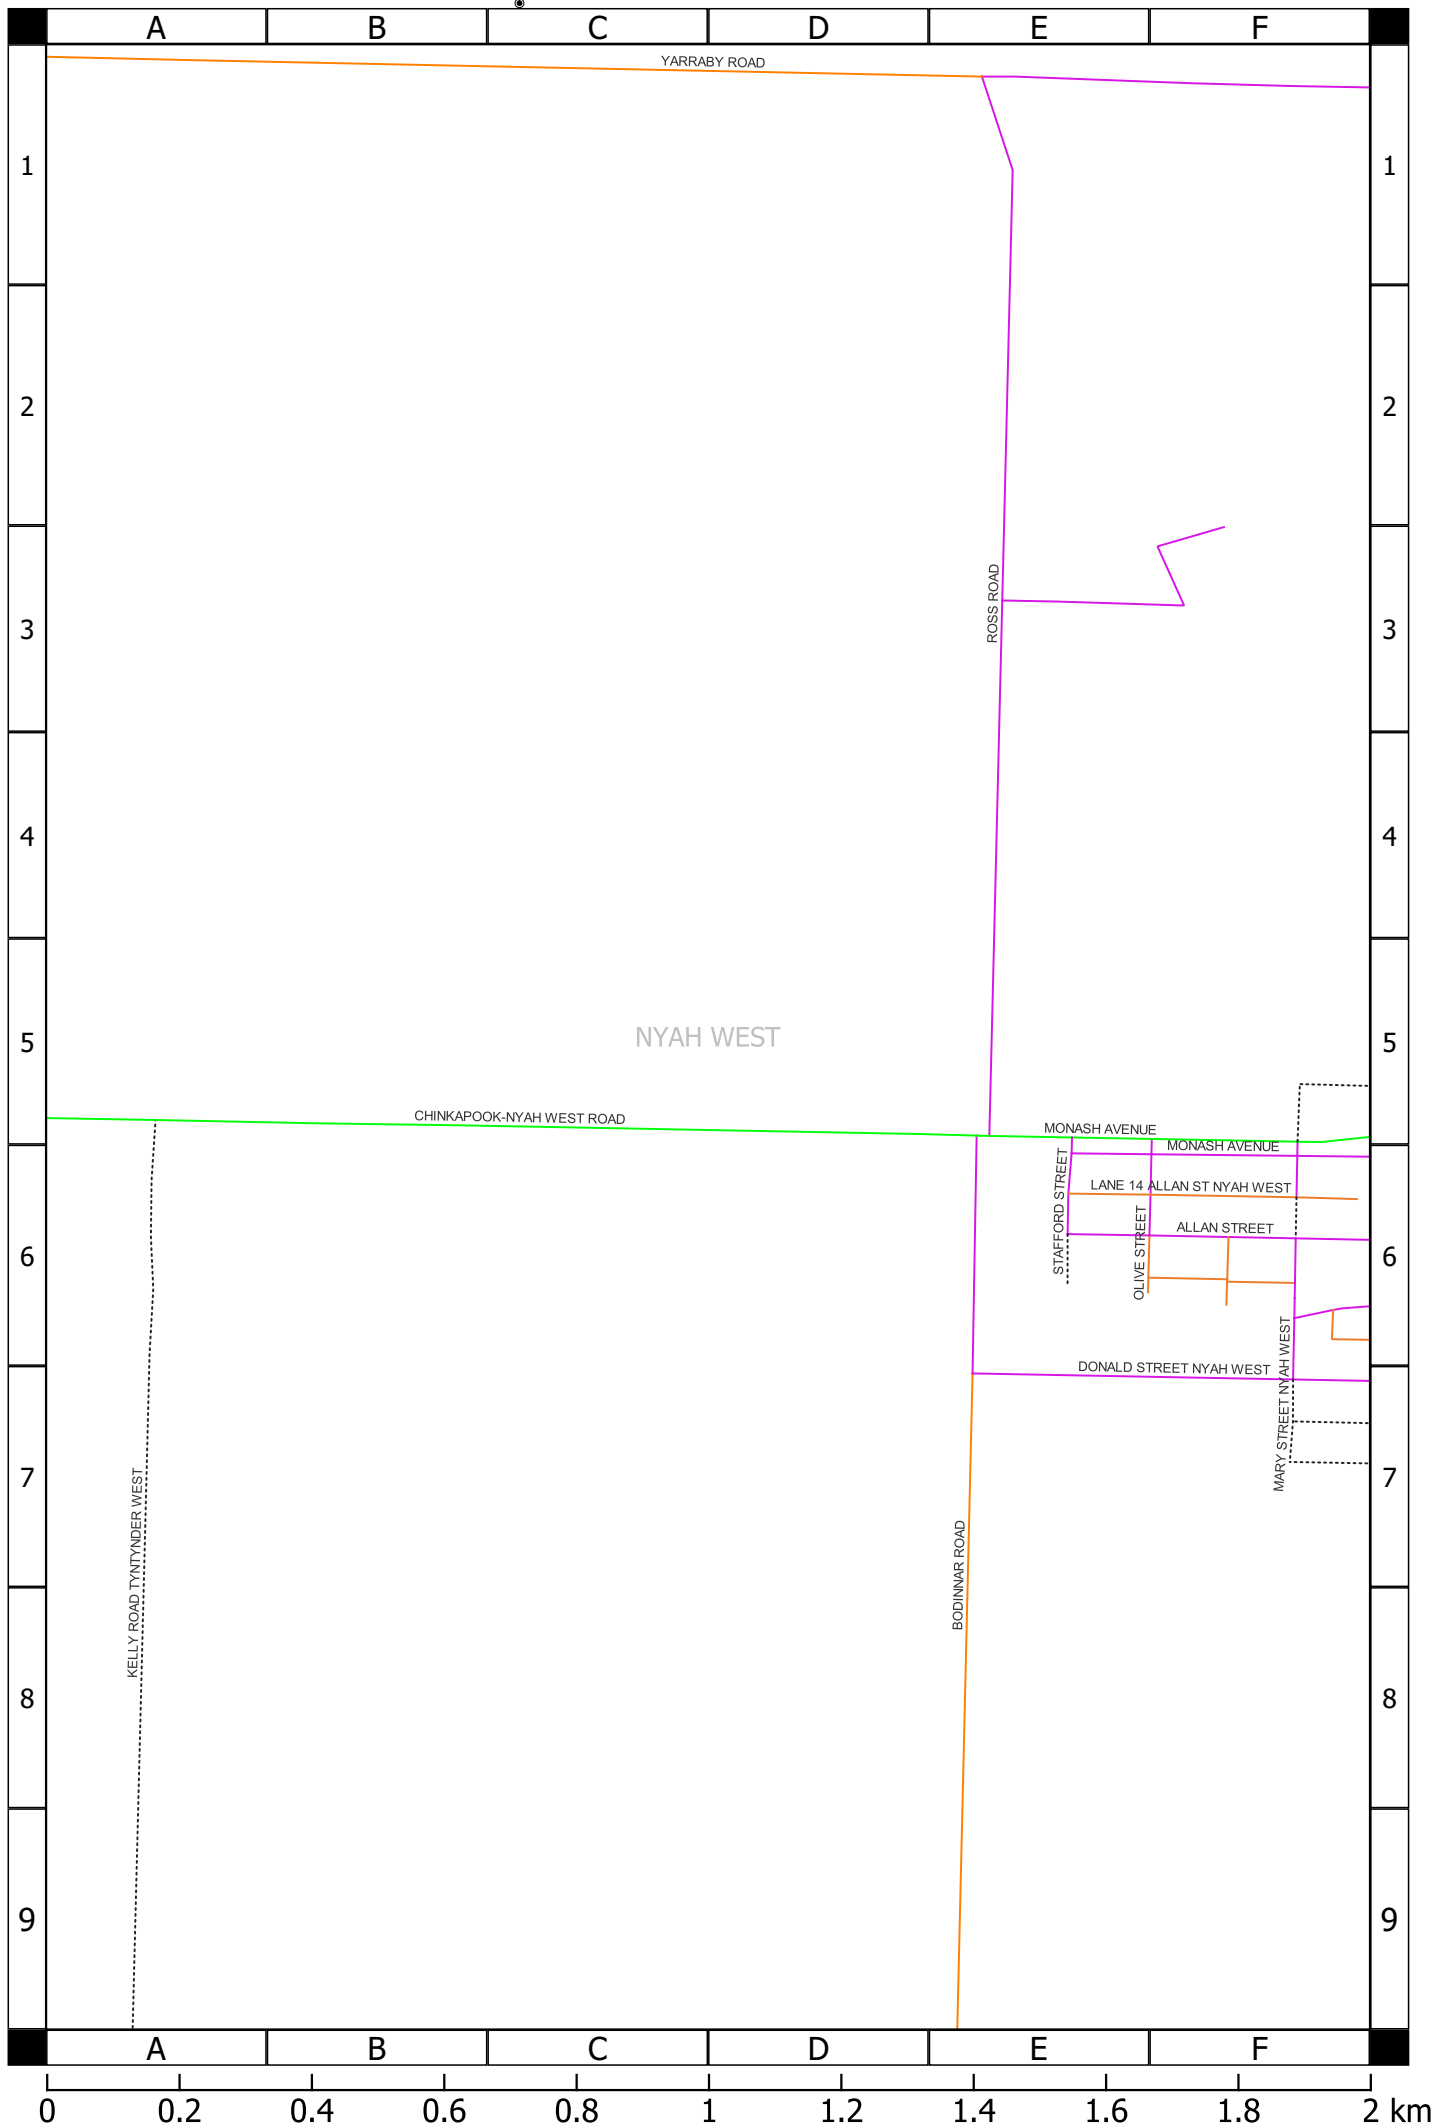 A B C D E F
YARRABY ROAD
1 1
2 2
ROSS ROAD
3 3
4 4
NYAH WEST
5 5
CHINKAPOOK-NYAH WEST ROAD
MONASH AVENUE
MONASH AVENUE
STAFFORD STREET
LANE 14 ALLAN ST NYAH WEST
OLIVE STREET
ALLAN STREET
6 6
MARY STREET NYAH WEST
DONALD STREET NYAH WEST
7 7
KELLY ROAD TYNTYNDER WEST
BODINNAR ROAD
8 8
9 9
A B C D E F
0 0.2 0.4 0.6 0.8 1 1.2 1.4 1.6 1.8 2 km